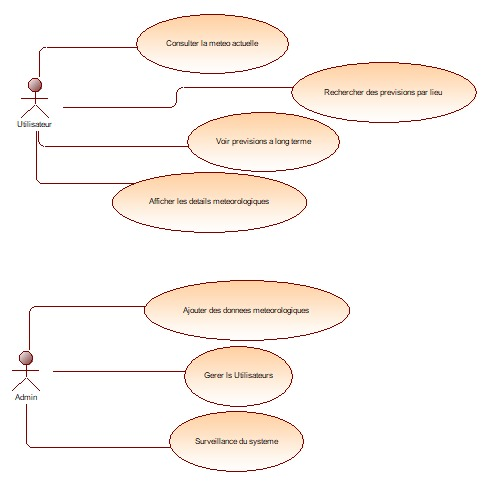 Consulter la meteo actuelle
Rechercher des previsions par lieu
Utilisateur
Voir previsions a long terme
Afficher les details meteorologiques
Ajouter des donnees meteorologiques
Gerer ls Utilisateurs
Admin
Surveillance du systeme